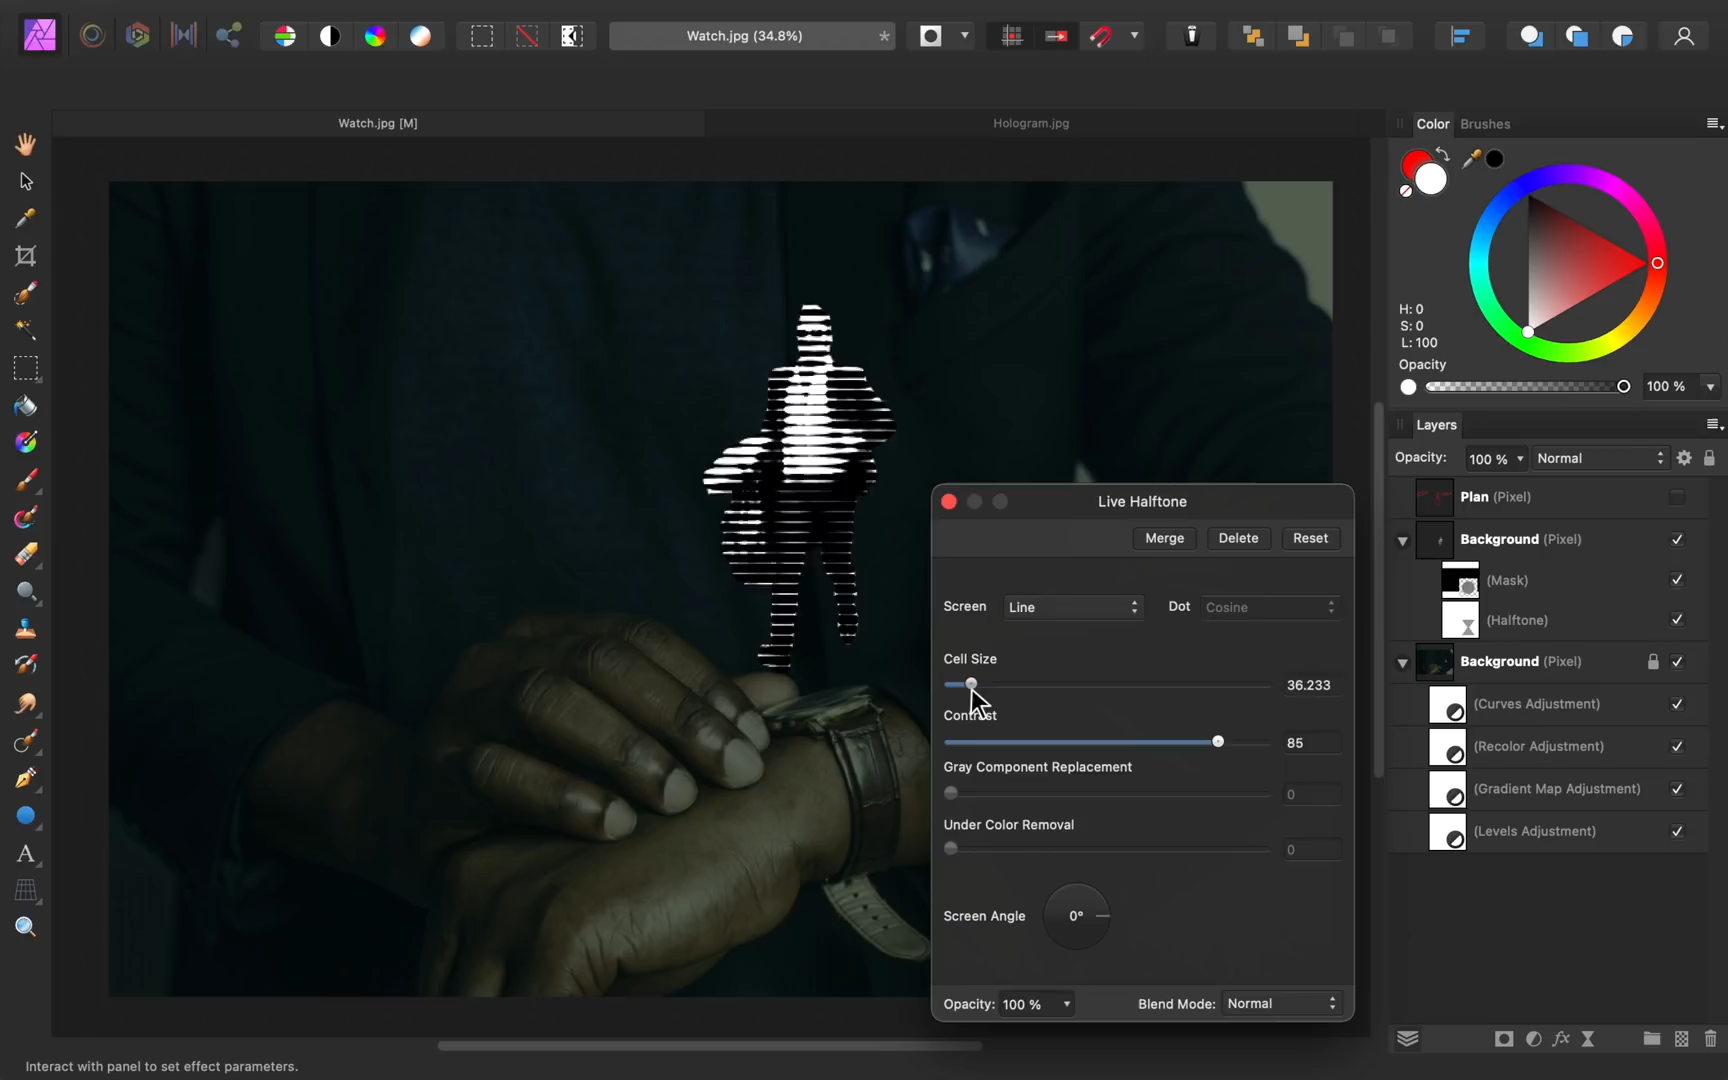 Watch.jpg (34.8%)
*
Watch.jpg [M]
Hologram.jpg
Color Brushes
H: 0
S: 0
L: 100
Opacity
100 %
Layers
Opacity: 100 % Normal
Plan (Pixel)
Background (Pixel)
(Mask)
(Halftone)
Background (Pixel)
(Curves Adjustment)
(Recolor Adjustment)
(Gradient Map Adjustment)
(Levels Adjustment)
Live Halftone
Merge Delete Reset
Screen Line Dot Cosine
Cell Size
36.233
Contrast
85
Gray Component Replacement
0
Under Color Removal
0
Screen Angle 0°
Opacity: 100 % Blend Mode: Normal
A
fx
Interact with panel to set effect parameters.